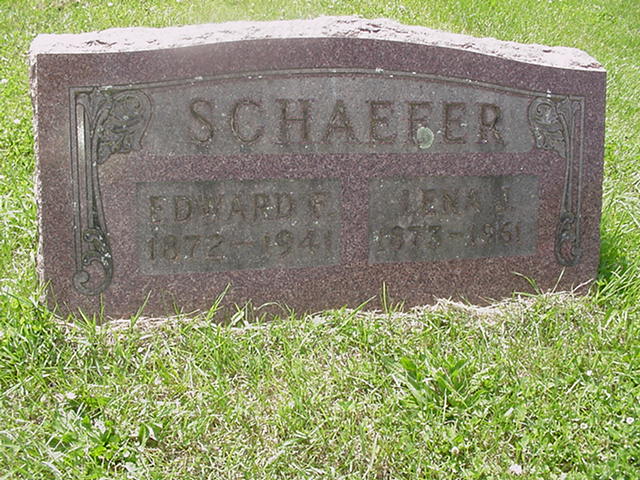 SCHAEFER
EDWARD F.
1872 - 1941
LENA J.
1873 - 1961